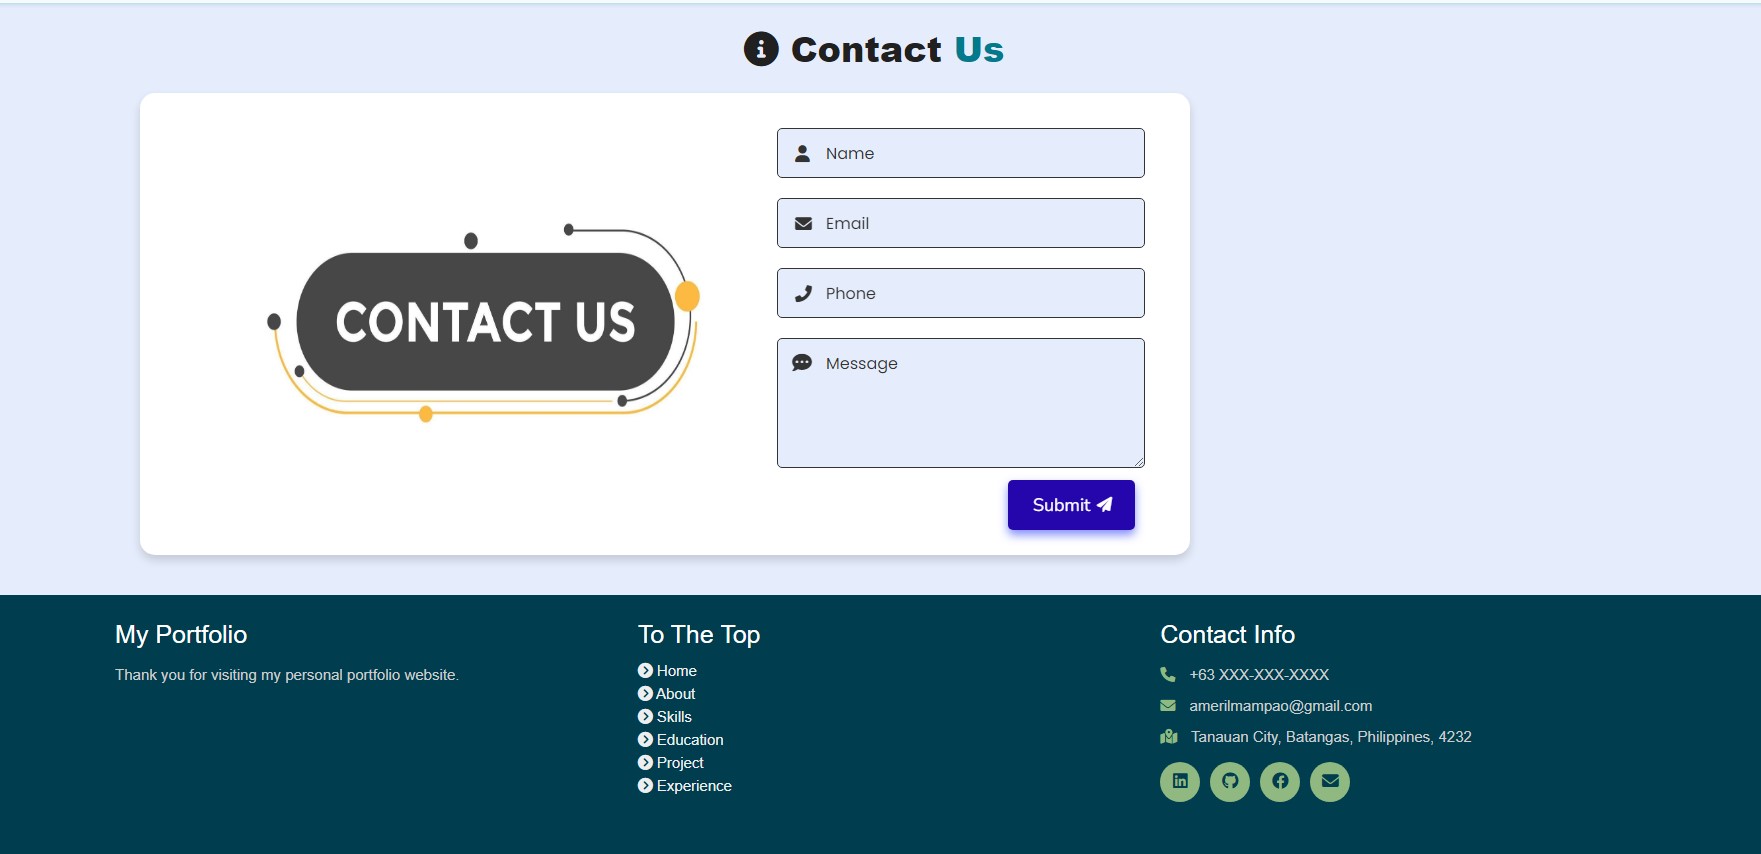 Contact Us
CONTACT US
Name
Email
Phone
Message
Submit
My Portfolio
Thank you for visiting my personal portfolio website.
To The Top
Home
About
Skills
Education
Project
Experience
Contact Info
+63 XXX-XXX-XXXX
amerilmampao@gmail.com
Tanauan City, Batangas, Philippines, 4232